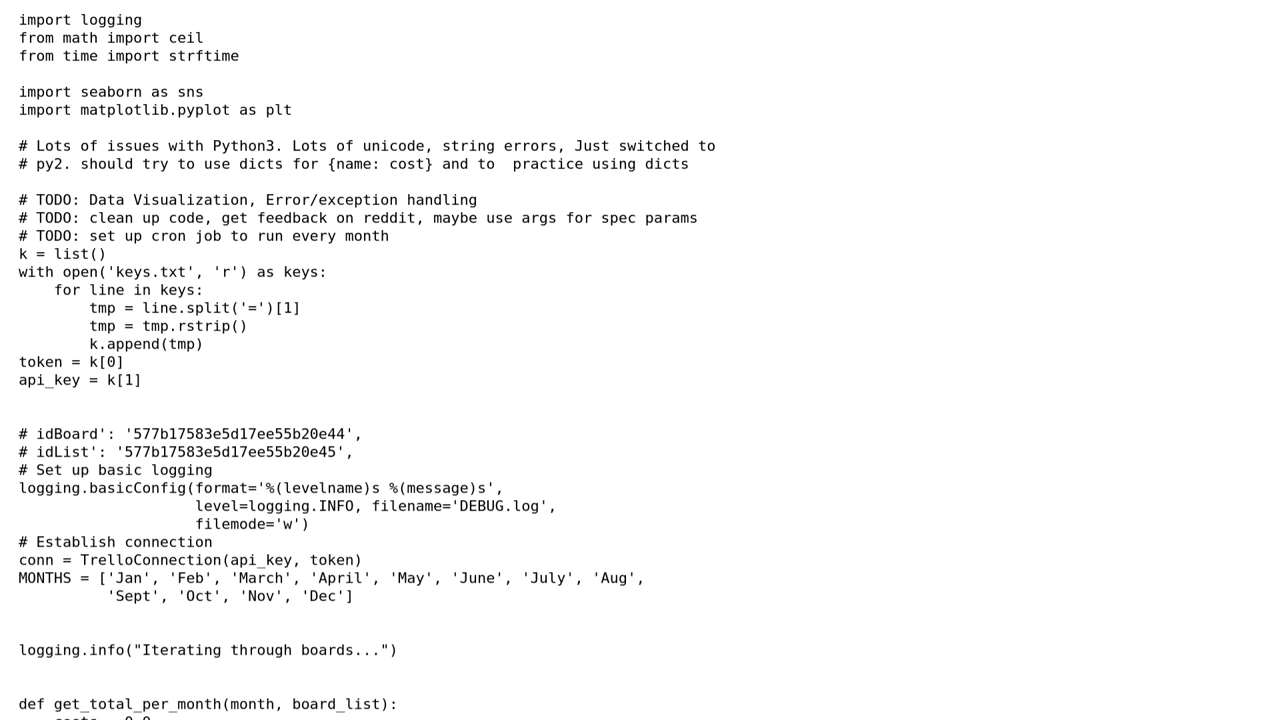 import logging
from math import ceil
from time import strftime

import seaborn as sns
import matplotlib.pyplot as plt

# Lots of issues with Python3. Lots of unicode, string errors, Just switched to
# py2. should try to use dicts for {name: cost} and to  practice using dicts

# TODO: Data Visualization, Error/exception handling
# TODO: clean up code, get feedback on reddit, maybe use args for spec params
# TODO: set up cron job to run every month
k = list()
with open('keys.txt', 'r') as keys:
    for line in keys:
        tmp = line.split('=')[1]
        tmp = tmp.rstrip()
        k.append(tmp)
token = k[0]
api_key = k[1]


# idBoard': '577b17583e5d17ee55b20e44',
# idList': '577b17583e5d17ee55b20e45',
# Set up basic logging
logging.basicConfig(format='%(levelname)s %(message)s',
                    level=logging.INFO, filename='DEBUG.log',
                    filemode='w')
# Establish connection
conn = TrelloConnection(api_key, token)
MONTHS = ['Jan', 'Feb', 'March', 'April', 'May', 'June', 'July', 'Aug',
          'Sept', 'Oct', 'Nov', 'Dec']


logging.info("Iterating through boards...")


def get_total_per_month(month, board_list):